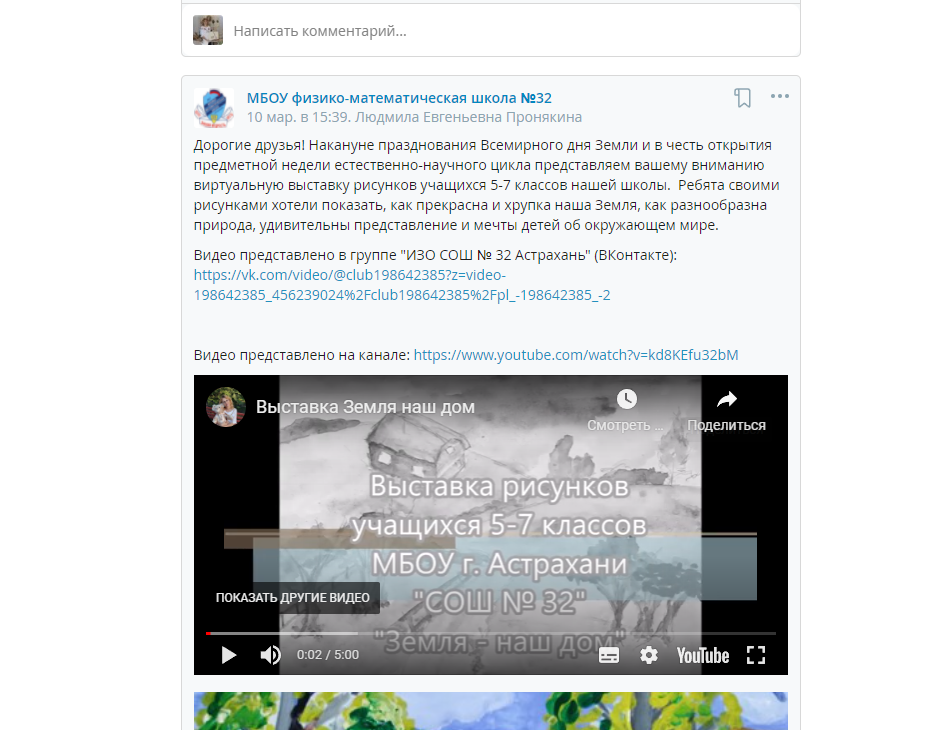 Написать комментарий...
МБОУ физико-математическая школа №32
10 мар. в 15:39. Людмила Евгеньевна Пронякина
Дорогие друзья! Накануне празднования Всемирного дня Земли и в честь открытия
предметной недели естественно-научного цикла представляем вашему вниманию
виртуальную выставку рисунков учащихся 5-7 классов нашей школы.  Ребята своими
рисунками хотели показать, как прекрасна и хрупка наша Земля, как разнообразна
природа, удивительны представление и мечты детей об окружающем мире.
Видео представлено в группе "ИЗО СОШ № 32 Астрахань" (ВКонтакте):
https://vk.com/video/@club198642385?z=video-
198642385_456239024%2Fclub198642385%2Fpl_-198642385_-2
Видео представлено на канале: https://www.youtube.com/watch?v=kd8KEfu32bM
Выставка Земля наш дом
Смотреть ...
Поделиться
Выставка рисунков
учащихся 5-7 классов
МБОУ г. Астрахани
"СОШ № 32"
"Земля - наш дом"
ПОКАЗАТЬ ДРУГИЕ ВИДЕО
0:02 / 5:00
YouTube